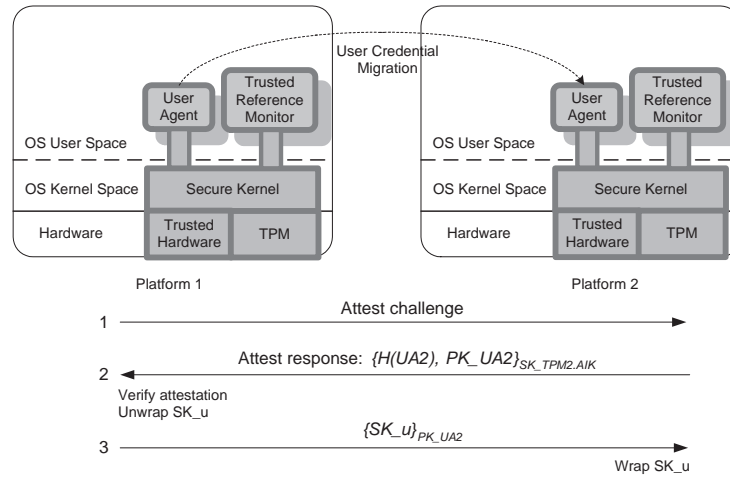 User Credential
Migration
User
Agent
Trusted
Reference
Monitor
OS User Space
OS Kernel Space
Secure Kernel
Hardware
Trusted
Hardware
TPM
User
Agent
Trusted
Reference
Monitor
OS User Space
OS Kernel Space
Secure Kernel
Hardware
Trusted
Hardware
TPM
Platform 1
Platform 2
1
Attest challenge
2
Attest response: {H(UA2), PK_UA2}SK_TPM2.AIK
Verify attestation
Unwrap SK_u
3
{SK_u}PK_UA2
Wrap SK_u